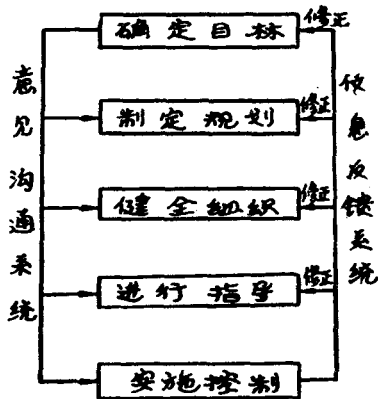 确定目标
修正
制定规划
修正
健全组织
修正
进行指导
修正
实施控制
意见沟通系统
信息反馈系统